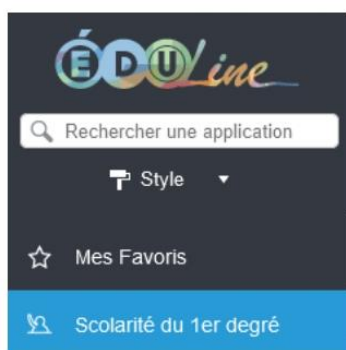 ÉDUline
Rechercher une application
Style
Mes Favoris
Scolarité du 1er degré